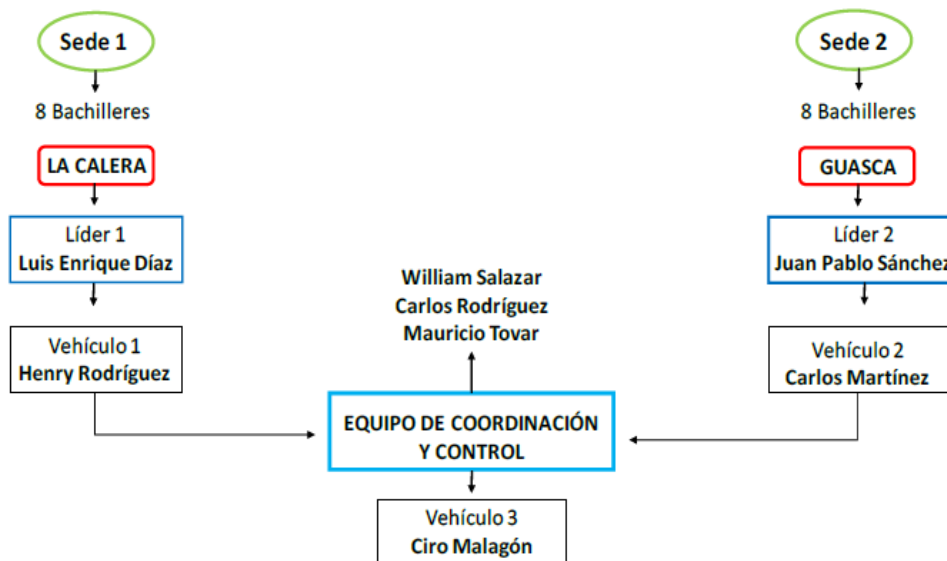 Sede 1
8 Bachilleres
LA CALERA
Líder 1
Luis Enrique Díaz
Vehículo 1
Henry Rodríguez
Sede 2
8 Bachilleres
GUASCA
Líder 2
Juan Pablo Sánchez
Vehículo 2
Carlos Martínez
William Salazar
Carlos Rodríguez
Mauricio Tovar
EQUIPO DE COORDINACIÓN
Y CONTROL
Vehículo 3
Ciro Malagón